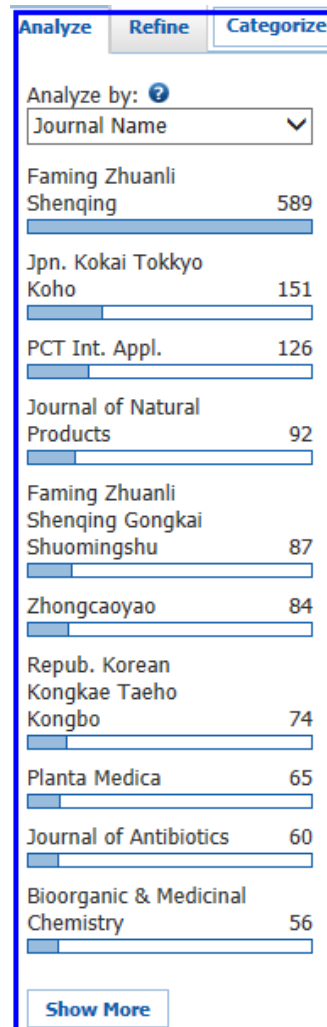 Analyze Refine Categorize
Analyze by: ?
Journal Name
Faming Zhuanli
Shenqing 589
Jpn. Kokai Tokkyo
Koho 151
PCT Int. Appl. 126
Journal of Natural
Products 92
Faming Zhuanli
Shenqing Gongkai
Shuomingshu 87
Zhongcaoyao 84
Repub. Korean
Kongkae Taeho
Kongbo 74
Planta Medica 65
Journal of Antibiotics 60
Bioorganic & Medicinal
Chemistry 56
Show More